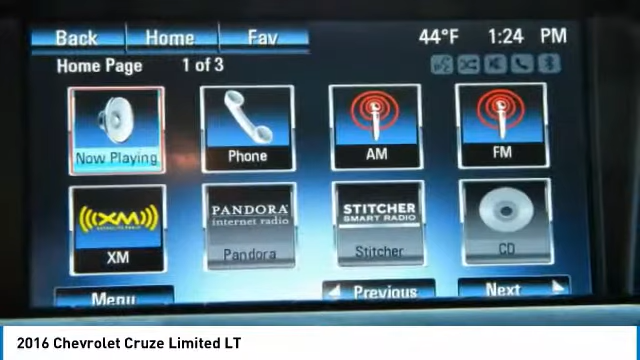 Back Home Fav 44°F 1:24 PM
Home Page 1 of 3
Now Playing Phone AM FM
XM PANDORA STITCHER
internet radio SMART RADIO
XM Pandora Stitcher CD
Menu Previous Next
2016 Chevrolet Cruze Limited LT